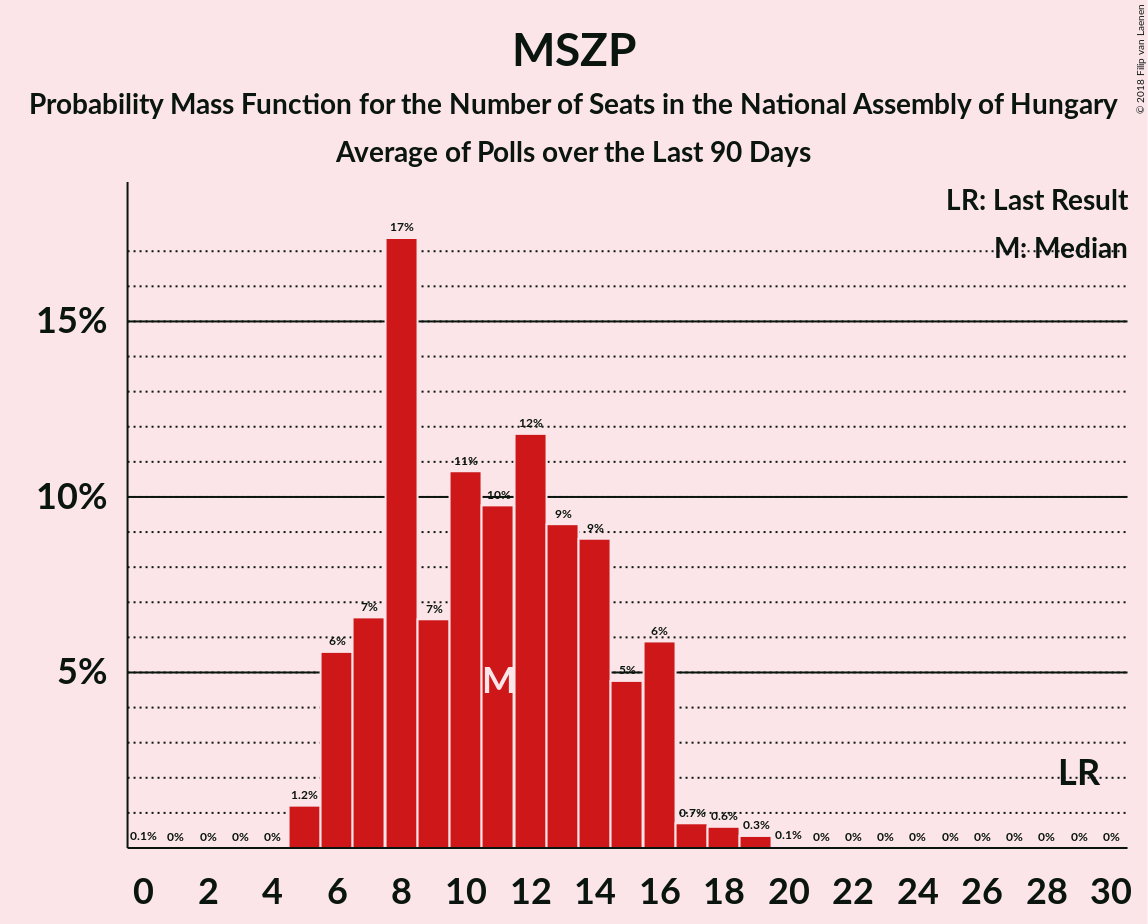 MSZP
Probability Mass Function for the Number of Seats in the National Assembly of Hungary
Average of Polls over the Last 90 Days
© 2018 Filip van Laenen
LR: Last Result
M: Median
15%
10%
5%
0.1% 0% 0% 0% 0% 1.2% 6% 7% 17% 7% 11% 10% 12% 9% 9% 5% 6% 0.7% 0.6% 0.3% 0.1% 0% 0% 0% 0% 0% 0% 0% 0% 0% 0%
M
LR
0 2 4 6 8 10 12 14 16 18 20 22 24 26 28 30